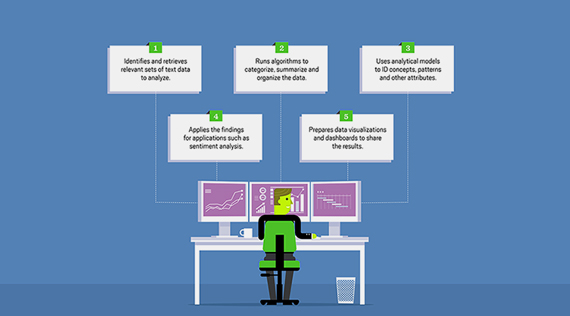 1
Identifies and retrieves
relevant sets of text data
to analyze.
2
Runs algorithms to
categorize, summarize and
organize the data.
3
Uses analytical models
to ID concepts, patterns
and other attributes.
4
Applies the findings
for applications such as
sentiment analysis.
5
Prepares data visualizations
and dashboards to share
the results.